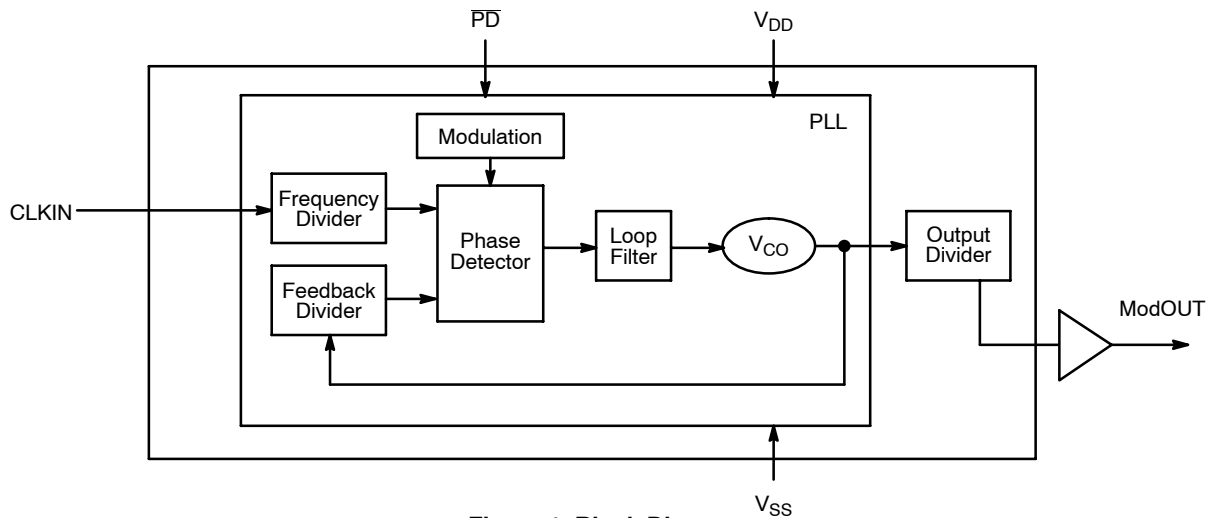 PD
VDD
PLL
Modulation
CLKIN
Frequency
Divider
Phase
Detector
Loop
Filter
VCO
Output
Divider
Feedback
Divider
ModOUT
VSS